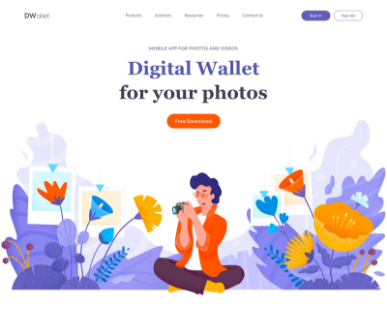 DWallet
Products Solutions Resources Pricing Contact Us
Sign In Sign Up
MOBILE APP FOR PHOTOS AND VIDEOS
Digital Wallet
for your photos
Free Download